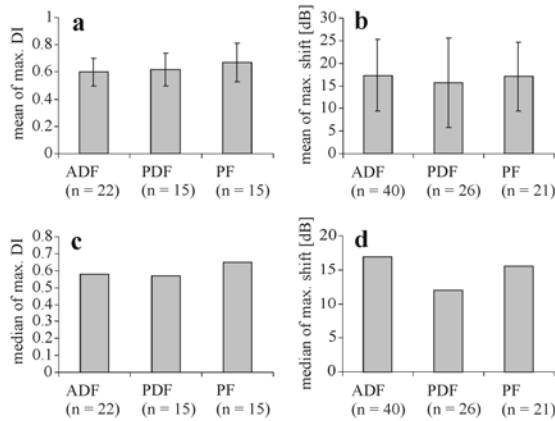 a
mean of max. DI
1
0.8
0.6
0.4
0.2
0
ADF PDF PF
(n = 22) (n = 15) (n = 15)
b
mean of max. shift [dB]
30
25
20
15
10
5
0
ADF PDF PF
(n = 40) (n = 26) (n = 21)
c
median of max. DI
0.8
0.7
0.6
0.5
0.4
0.3
0.2
0.1
0
ADF PDF PF
(n = 22) (n = 15) (n = 15)
d
median of max. shift [dB]
20
15
10
5
0
ADF PDF PF
(n = 40) (n = 26) (n = 21)